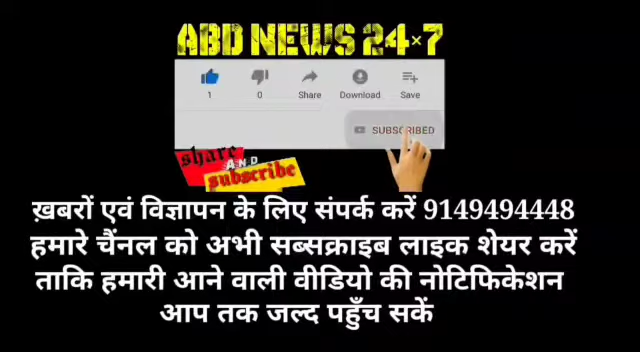 ABD NEWS 24×7
1 0 Share Download Save
SUBSCRIBED
share
AND
subscribe
ख़बरों एवं विज्ञापन के लिए संपर्क करें 9149494448
हमारे चैंनल को अभी सब्सक्राइब लाइक शेयर करें
ताकि हमारी आने वाली वीडियो की नोटिफिकेशन
आप तक जल्द पहुँच सकें